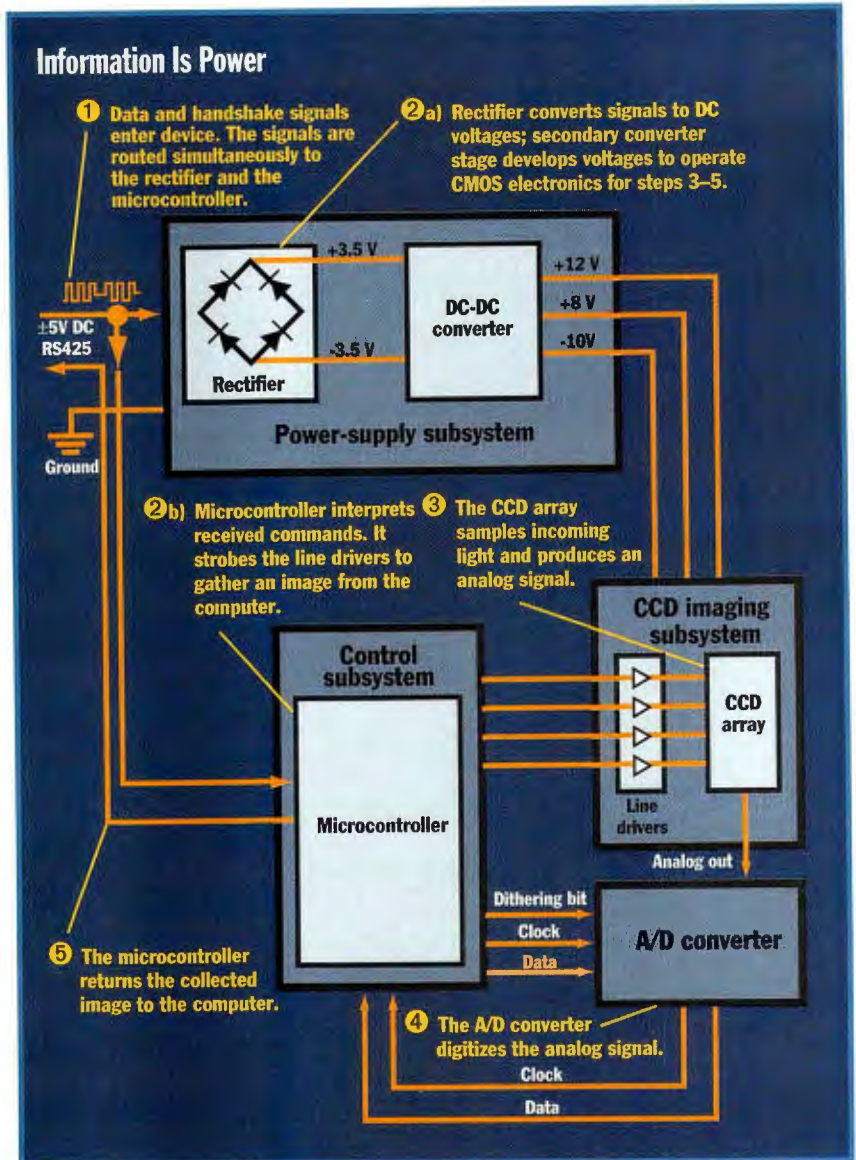 Information Is Power
❶ Data and handshake signals
enter device. The signals are
routed simultaneously to
the rectifier and the
microcontroller.
❷a) Rectifier converts signals to DC
voltages; secondary converter
stage develops voltages to operate
CMOS electronics for steps 3–5.
±5V DC
RS425
Ground
+3.5 V
-3.5 V
Rectifier
DC-DC
converter
+12 V
+8 V
-10V
Power-supply subsystem
❷b) Microcontroller interprets
received commands. It
strobes the line drivers to
gather an image from the
computer.
❸ The CCD array
samples incoming
light and produces an
analog signal.
Control
subsystem
Microcontroller
CCD imaging
subsystem
CCD
array
Line
drivers
Analog out
Dithering bit
Clock
Data
A/D converter
❺ The microcontroller
returns the collected
image to the computer.
❹ The A/D converter
digitizes the analog signal.
Clock
Data